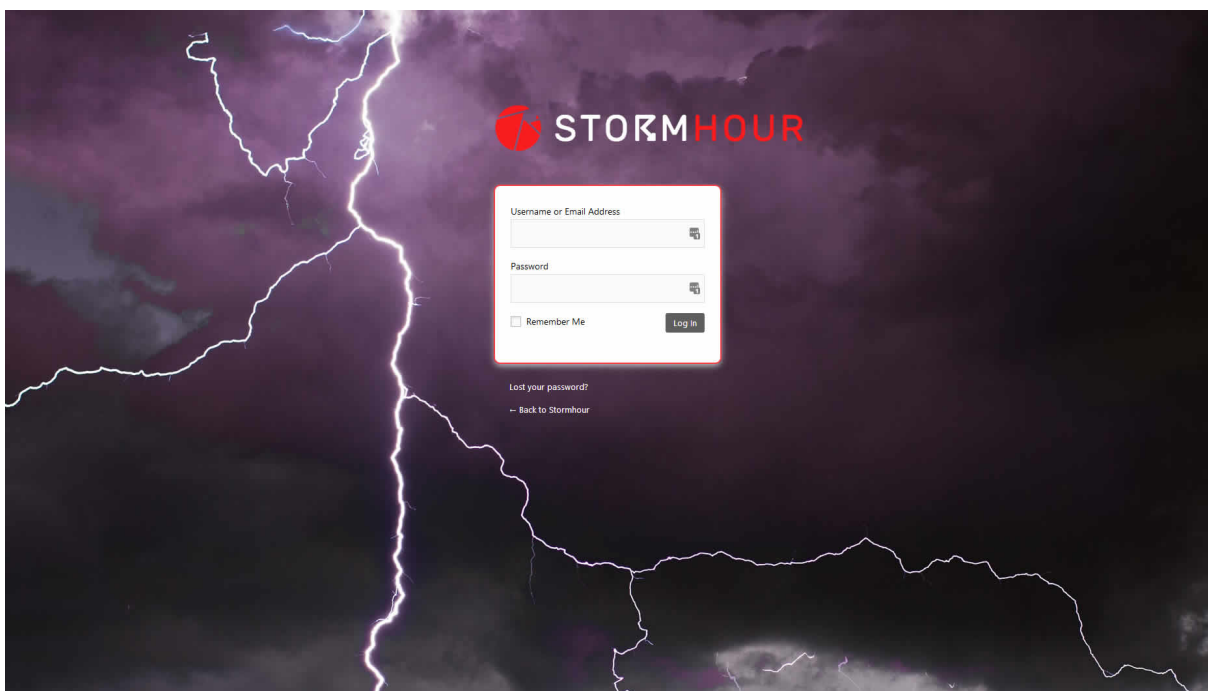 STORMHOUR
Username or Email Address
Password
Remember Me
Log In
Lost your password?
← Back to Stormhour